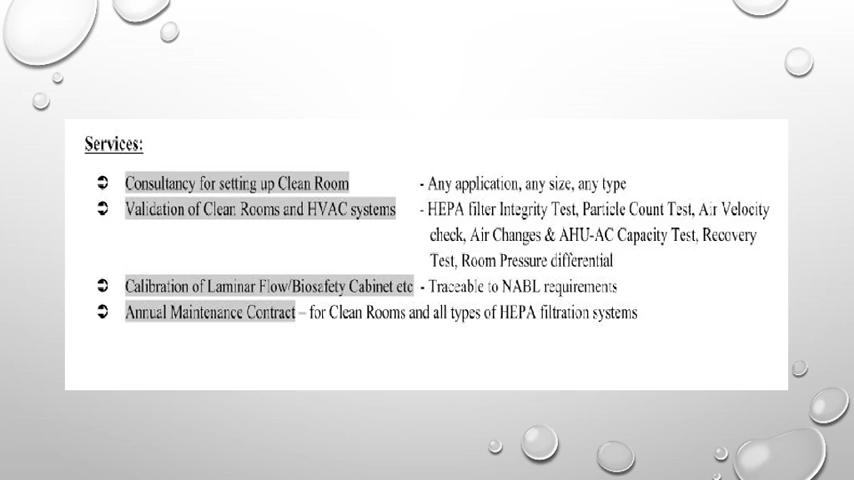 Services:
Consultancy for setting up Clean Room - Any application, any size, any type
Validation of Clean Rooms and HVAC systems - HEPA filter Integrity Test, Particle Count Test, Air Velocity
check, Air Changes & AHU-AC Capacity Test, Recovery
Test, Room Pressure differential
Calibration of Laminar Flow/Biosafety Cabinet etc - Traceable to NABL requirements
Annual Maintenance Contract – for Clean Rooms and all types of HEPA filtration systems